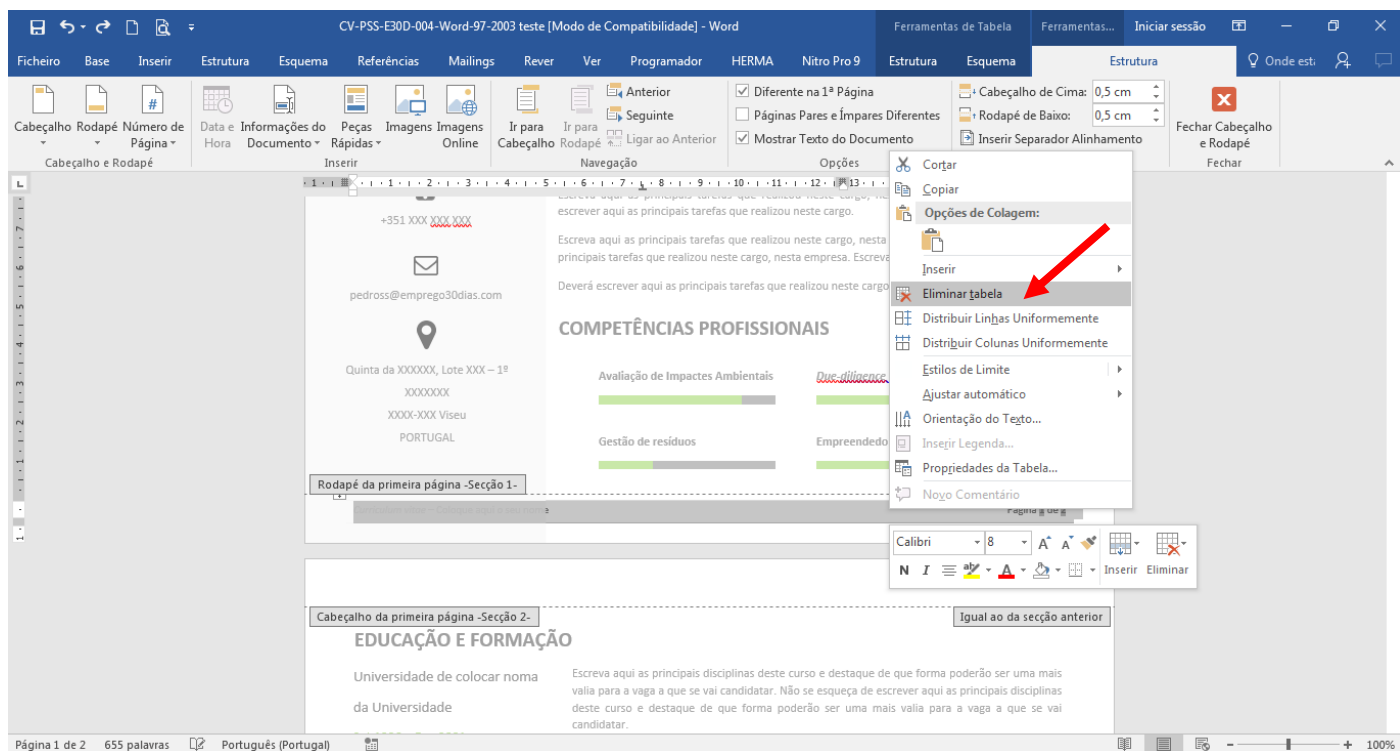 CV-PSS-E30D-004-Word-97-2003 teste [Modo de Compatibilidade] - Word
Ferramentas de Tabela
Ferramentas...
Iniciar sessão
Ficheiro Base Inserir Estrutura Esquema Referências Mailings Rever Ver Programador HERMA Nitro Pro 9 Estrutura Esquema Estrutura Onde está
Cabeçalho Rodapé Número de Página
Cabeçalho e Rodapé
Data e Hora
Informações do Documento
Peças Rápidas
Imagens
Imagens Online
Inserir
Ir para Cabeçalho
Ir para Rodapé
Anterior
Seguinte
Ligar ao Anterior
Navegação
Diferente na 1ª Página
Páginas Pares e Ímpares Diferentes
Mostrar Texto do Documento
Opções
Cabeçalho de Cima: 0,5 cm
Rodapé de Baixo: 0,5 cm
Inserir Separador Alinhamento
Fechar Cabeçalho e Rodapé
Fechar
+351 XXX XXX XXX
pedross@emprego30dias.com
Quinta da XXXXXX, Lote XXX – 1º
XXXXXXX
XXXX-XXX Viseu
PORTUGAL
escrever aqui as principais tarefas que realizou neste cargo.
Escreva aqui as principais tarefas que realizou neste cargo, nesta
principais tarefas que realizou neste cargo, nesta empresa. Escreva
Deverá escrever aqui as principais tarefas que realizou neste cargo
COMPETÊNCIAS PROFISSIONAIS
Avaliação de Impactes Ambientais
Due-diligence
Gestão de resíduos
Empreendedo
Cortar
Copiar
Opções de Colagem:
Inserir
Eliminar tabela
Distribuir Linhas Uniformemente
Distribuir Colunas Uniformemente
Estilos de Limite
Ajustar automático
Orientação do Texto...
Inserir Legenda...
Propriedades da Tabela...
Novo Comentário
Rodapé da primeira página -Secção 1-
Curriculum vitae – Coloque aqui o seu nome
Calibri 8
N I Inserir Eliminar
Cabeçalho da primeira página -Secção 2-
Igual ao da secção anterior
EDUCAÇÃO E FORMAÇÃO
Universidade de colocar noma
da Universidade
Escreva aqui as principais disciplinas deste curso e destaque de que forma poderão ser uma mais
valia para a vaga a que se vai candidatar. Não se esqueça de escrever aqui as principais disciplinas
deste curso e destaque de que forma poderão ser uma mais valia para a vaga a que se vai
candidatar.
Página 1 de 2 655 palavras Português (Portugal) 100%